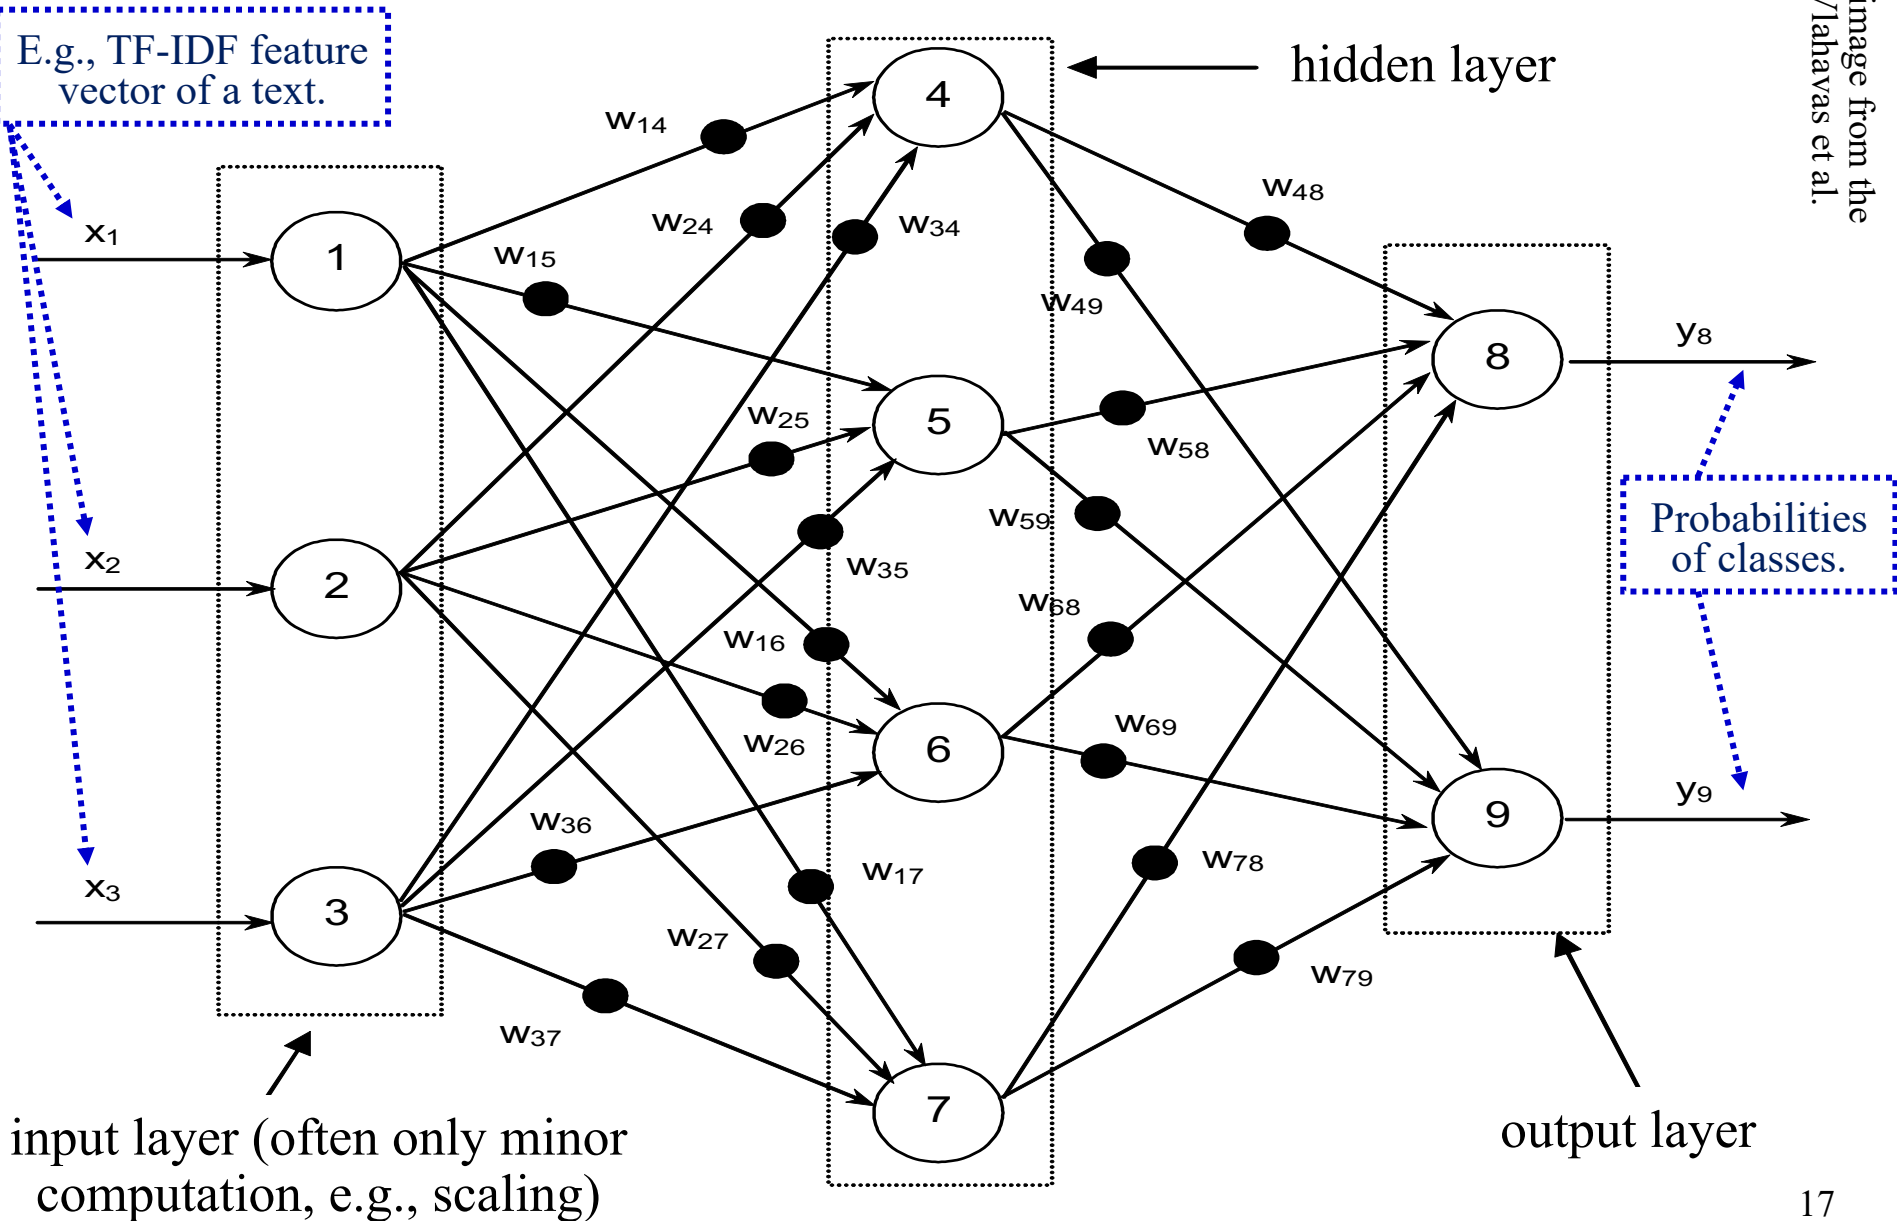 E.g., TF-IDF feature
vector of a text.
image from the
Vlahavas et al.
hidden layer
4
w14
w24
w34
w48
w15
w49
x1
1
y8
8
w25
5
w58
w59
Probabilities
of classes.
x2
2
w35
w68
w16
w26
6
w69
y9
9
w36
w17
w78
x3
3
w27
w79
w37
7
input layer (often only minor
computation, e.g., scaling)
output layer
17